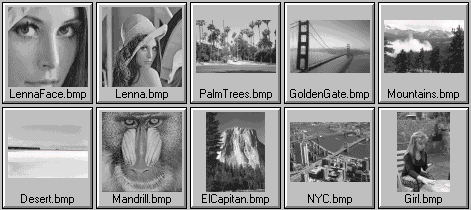 LennaFace.bmp
Lenna.bmp
PalmTrees.bmp
GoldenGate.bmp
Mountains.bmp
Desert.bmp
Mandrill.bmp
ElCapitan.bmp
NYC.bmp
Girl.bmp